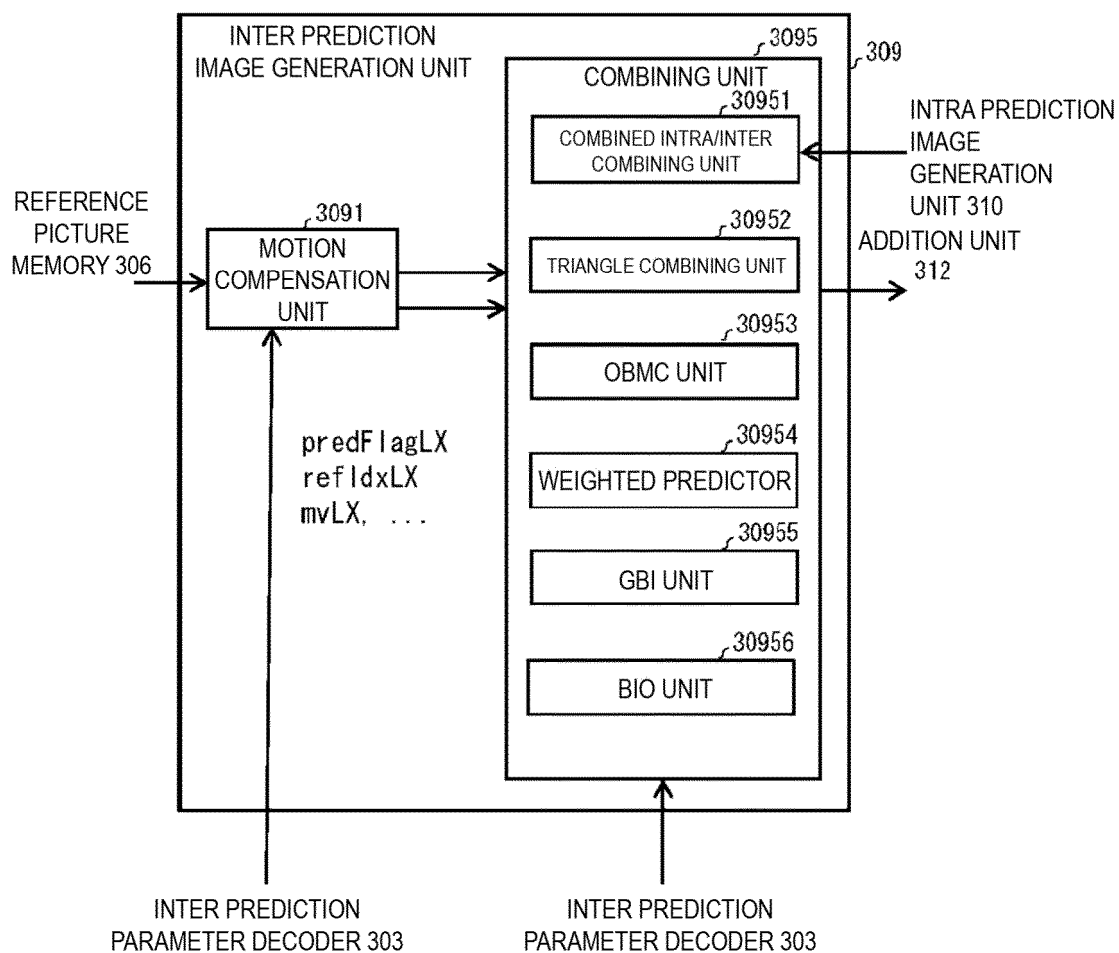 INTER PREDICTION
IMAGE GENERATION UNIT
3095
309
COMBINING UNIT
30951
COMBINED INTRA/INTER
COMBINING UNIT
INTRA PREDICTION
IMAGE
GENERATION
UNIT 310
REFERENCE
PICTURE
MEMORY 306
3091
MOTION
COMPENSATION
UNIT
30952
TRIANGLE COMBINING UNIT
ADDITION UNIT
312
30953
OBMC UNIT
predFlagLX
refIdxLX
mvLX, ...
30954
WEIGHTED PREDICTOR
30955
GBI UNIT
30956
BIO UNIT
INTER PREDICTION
PARAMETER DECODER 303
INTER PREDICTION
PARAMETER DECODER 303